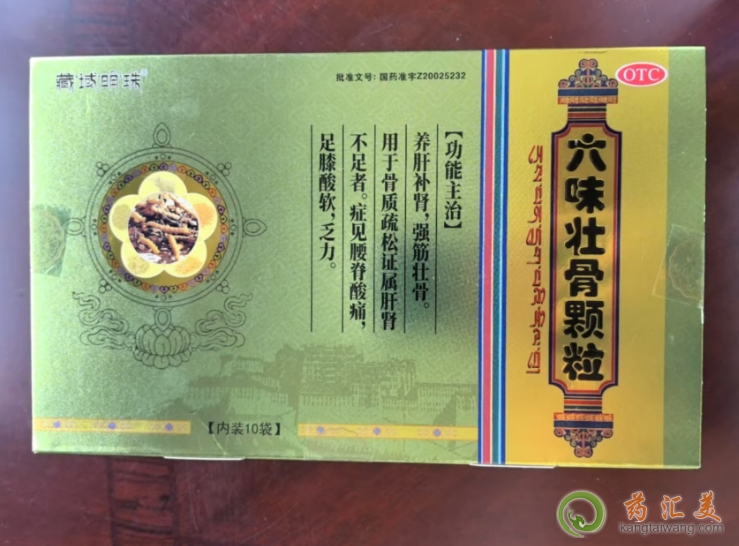 藏域明珠
批准文号：国药准字Z20025232
OTC
六味壮骨颗粒
【功能主治】
养肝补肾，强筋壮骨。
用于骨质疏松证属肝肾
不足者。症见腰脊酸痛，
足膝酸软，乏力。
【内装10袋】
药汇美
kangtaiwang.com